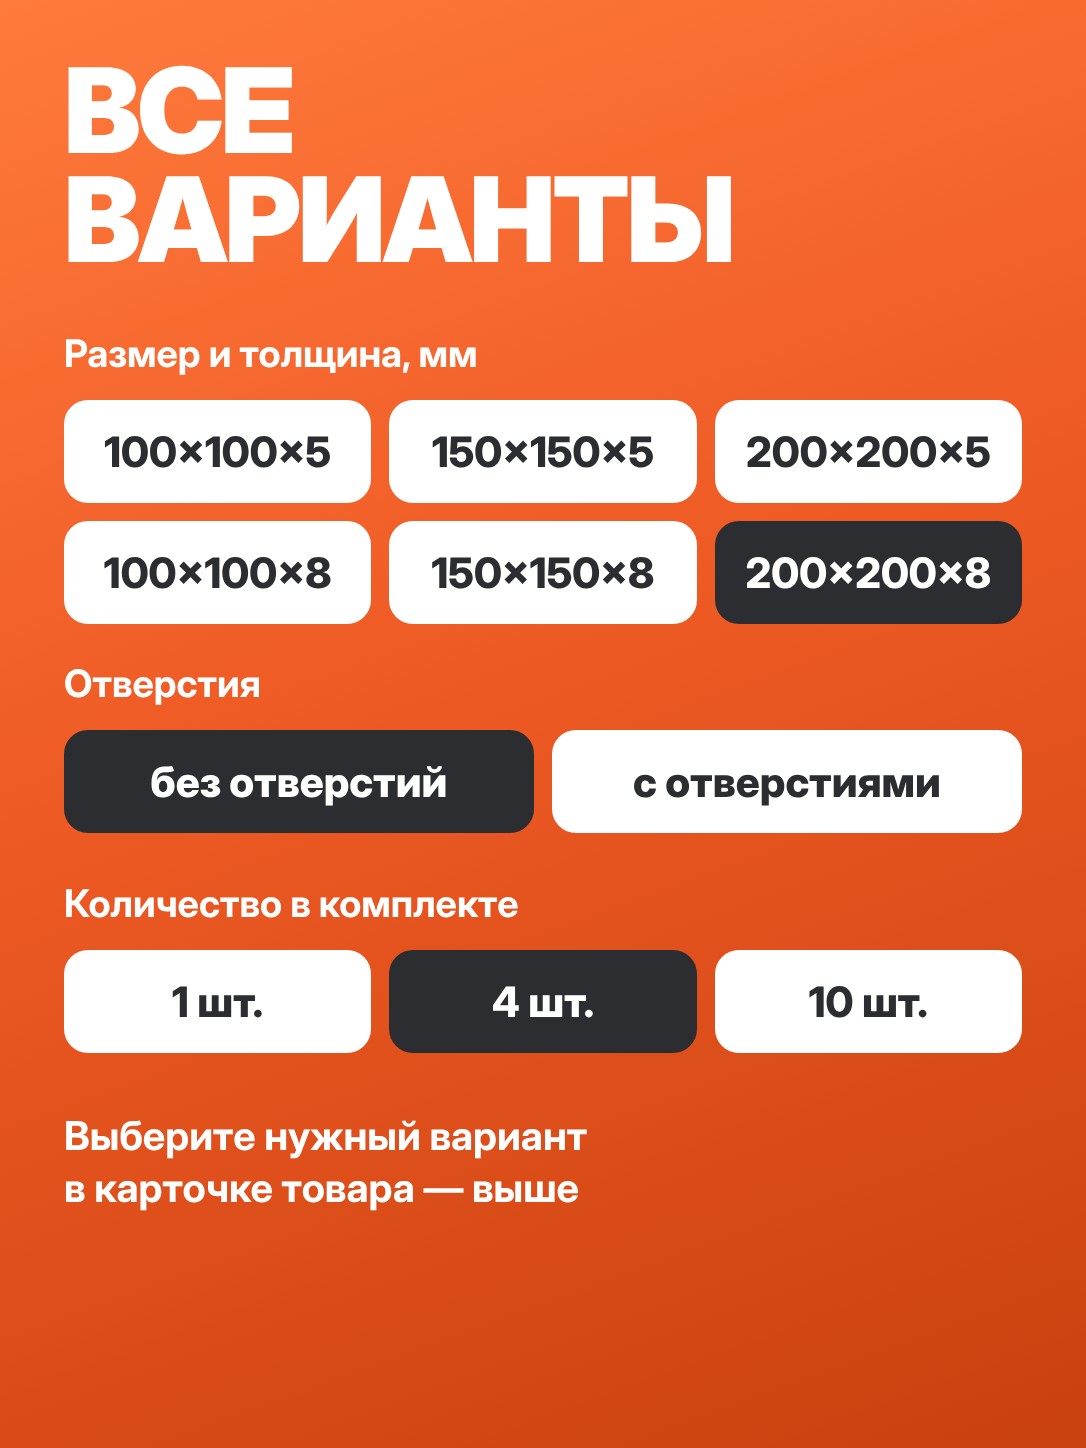 ВСЕ
ВАРИАНТЫ
Размер и толщина, мм
100×100×5 150×150×5 200×200×5
100×100×8 150×150×8 200×200×8
Отверстия
без отверстий с отверстиями
Количество в комплекте
1 шт. 4 шт. 10 шт.
Выберите нужный вариант
в карточке товара — выше